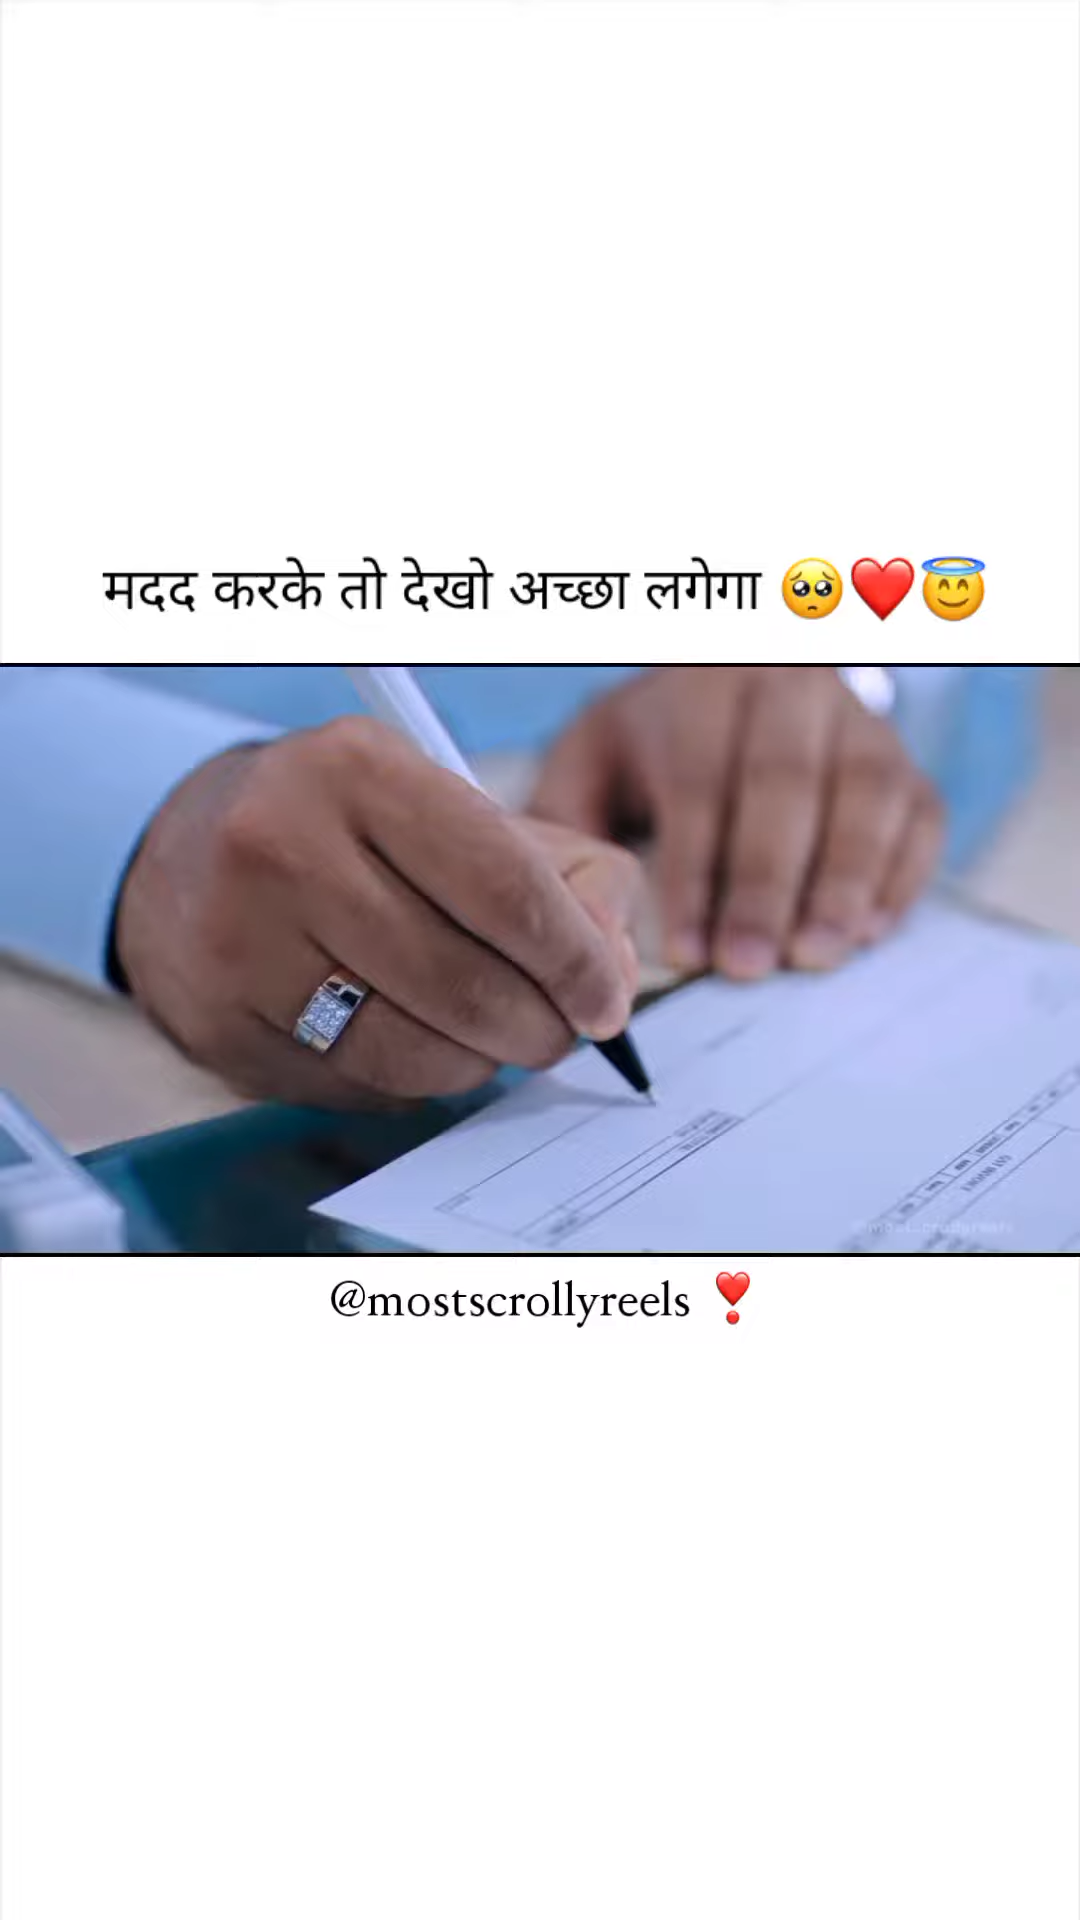 मदद करके तो देखो अच्छा लगेगा 🥺❤️😇
@mostscrollyreels ❣️